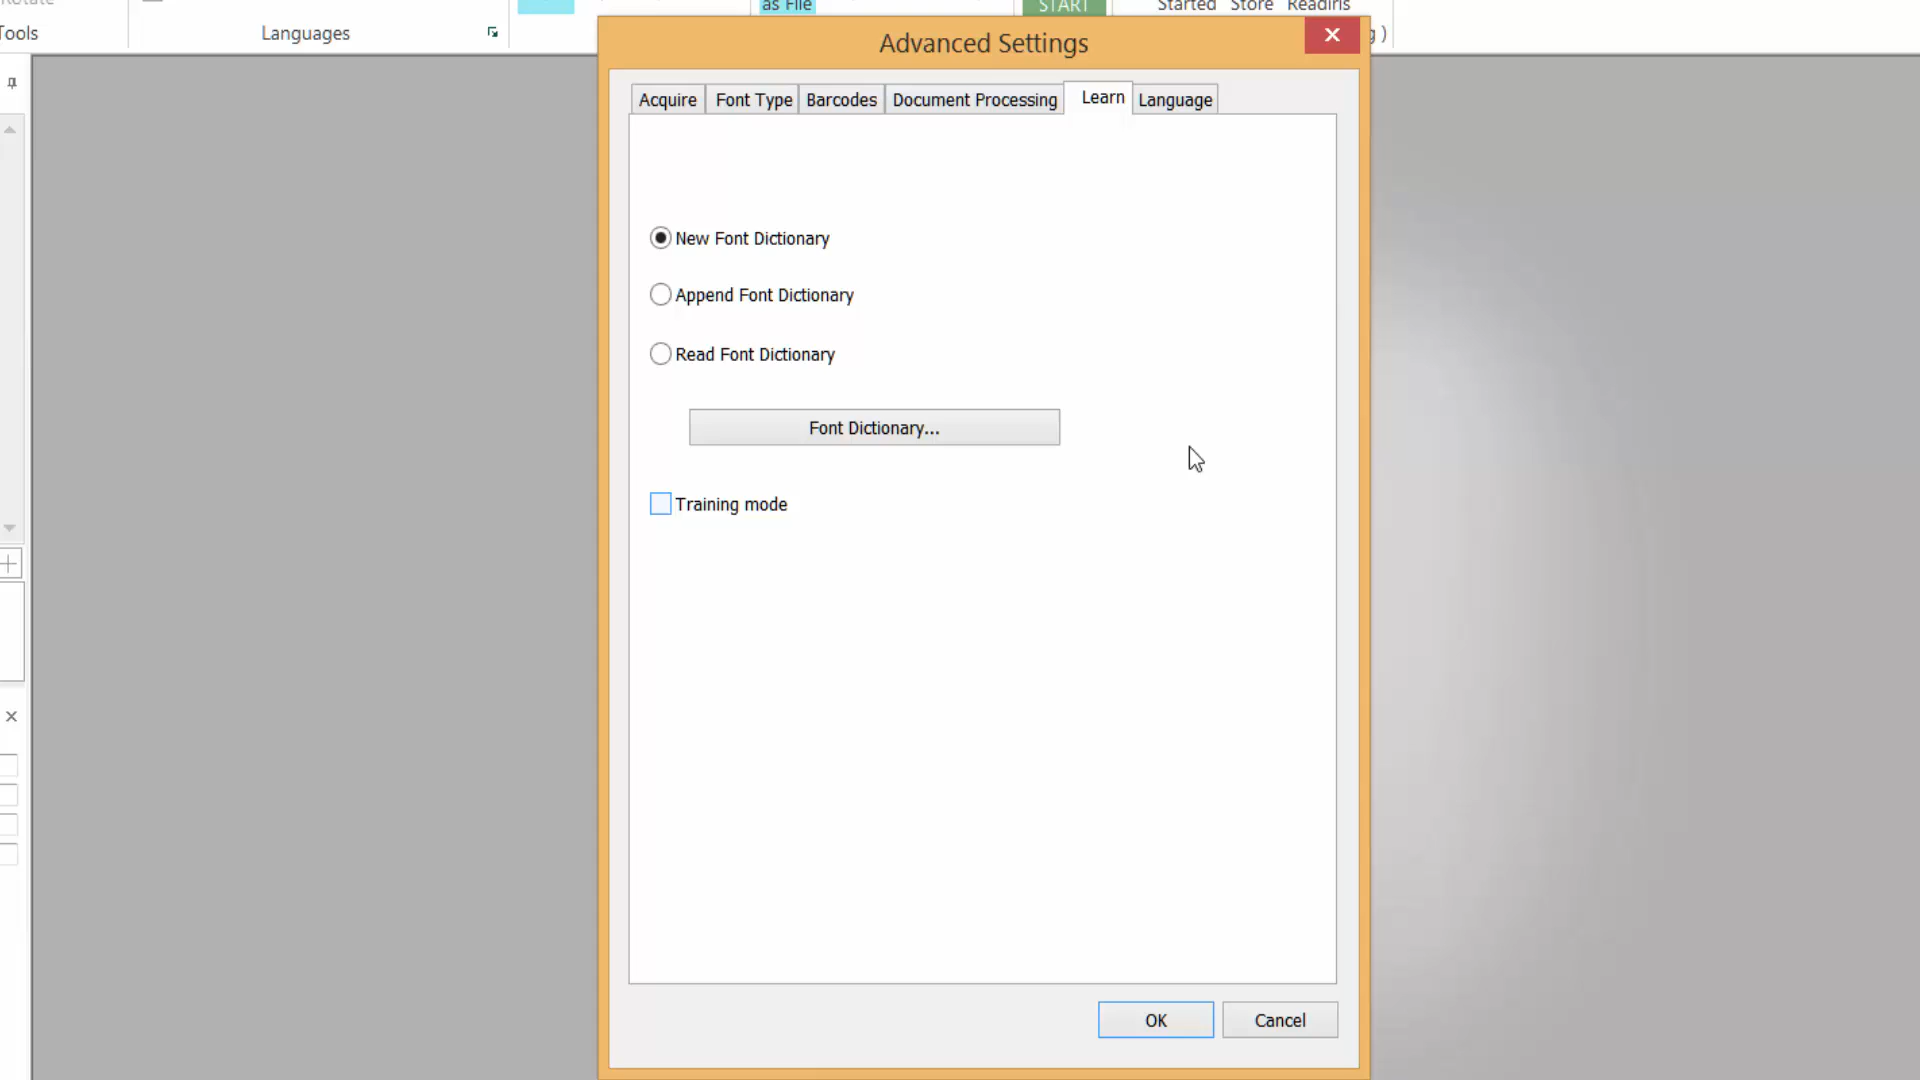 as File
START
Started Store Readiris
Tools
Languages
Advanced Settings
Acquire Font Type Barcodes Document Processing Learn Language
New Font Dictionary
Append Font Dictionary
Read Font Dictionary
Font Dictionary...
Training mode
OK Cancel